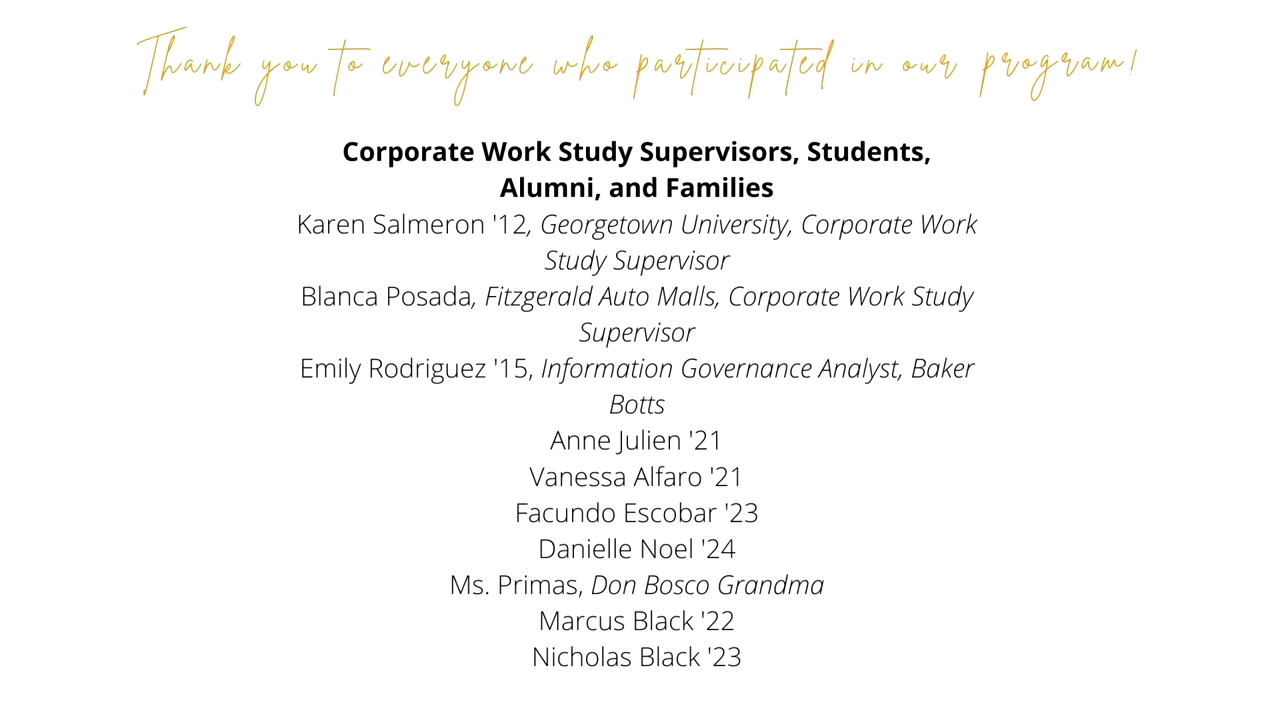 Thank you to everyone who participated in our program!
Corporate Work Study Supervisors, Students,
Alumni, and Families
Karen Salmeron '12, Georgetown University, Corporate Work
Study Supervisor
Blanca Posada, Fitzgerald Auto Malls, Corporate Work Study
Supervisor
Emily Rodriguez '15, Information Governance Analyst, Baker
Botts
Anne Julien '21
Vanessa Alfaro '21
Facundo Escobar '23
Danielle Noel '24
Ms. Primas, Don Bosco Grandma
Marcus Black '22
Nicholas Black '23